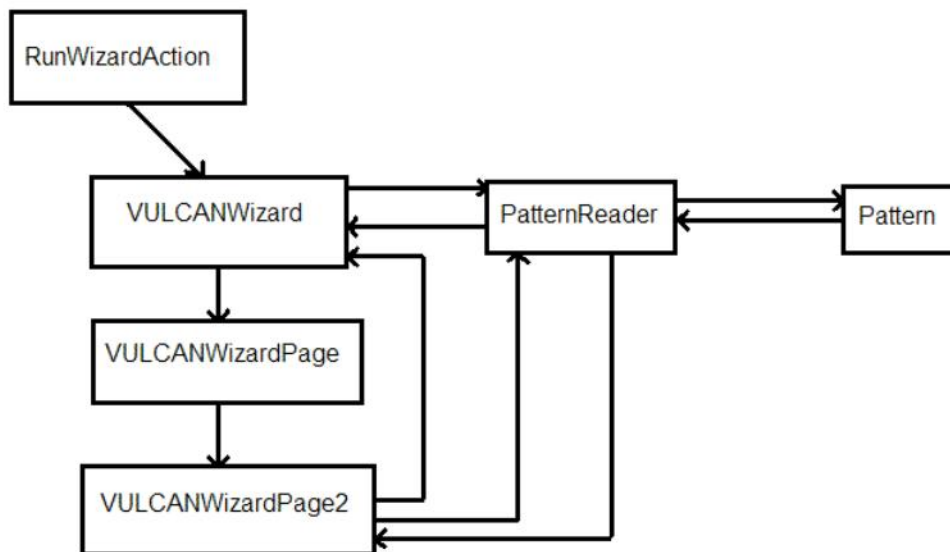 RunWizardAction
VULCANWizard
PatternReader
Pattern
VULCANWizardPage
VULCANWizardPage2